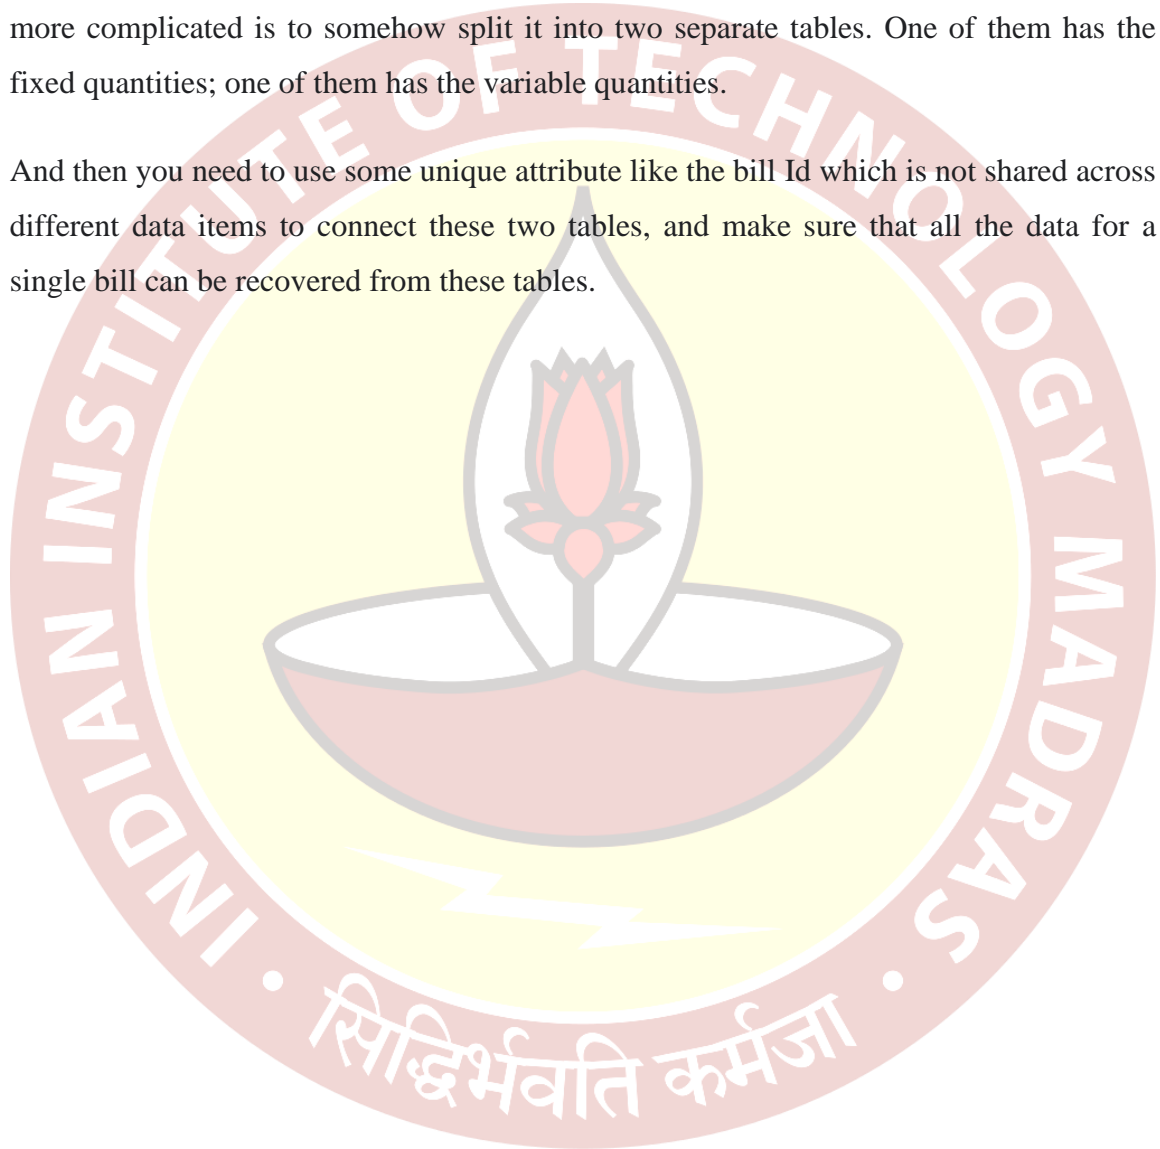 more complicated is to somehow split it into two separate tables. One of them has the
fixed quantities; one of them has the variable quantities.
And then you need to use some unique attribute like the bill Id which is not shared across
different data items to connect these two tables, and make sure that all the data for a
single bill can be recovered from these tables.
INDIAN INSTITUTE OF TECHNOLOGY MADRAS
सिद्धिर्भवति कर्मजा